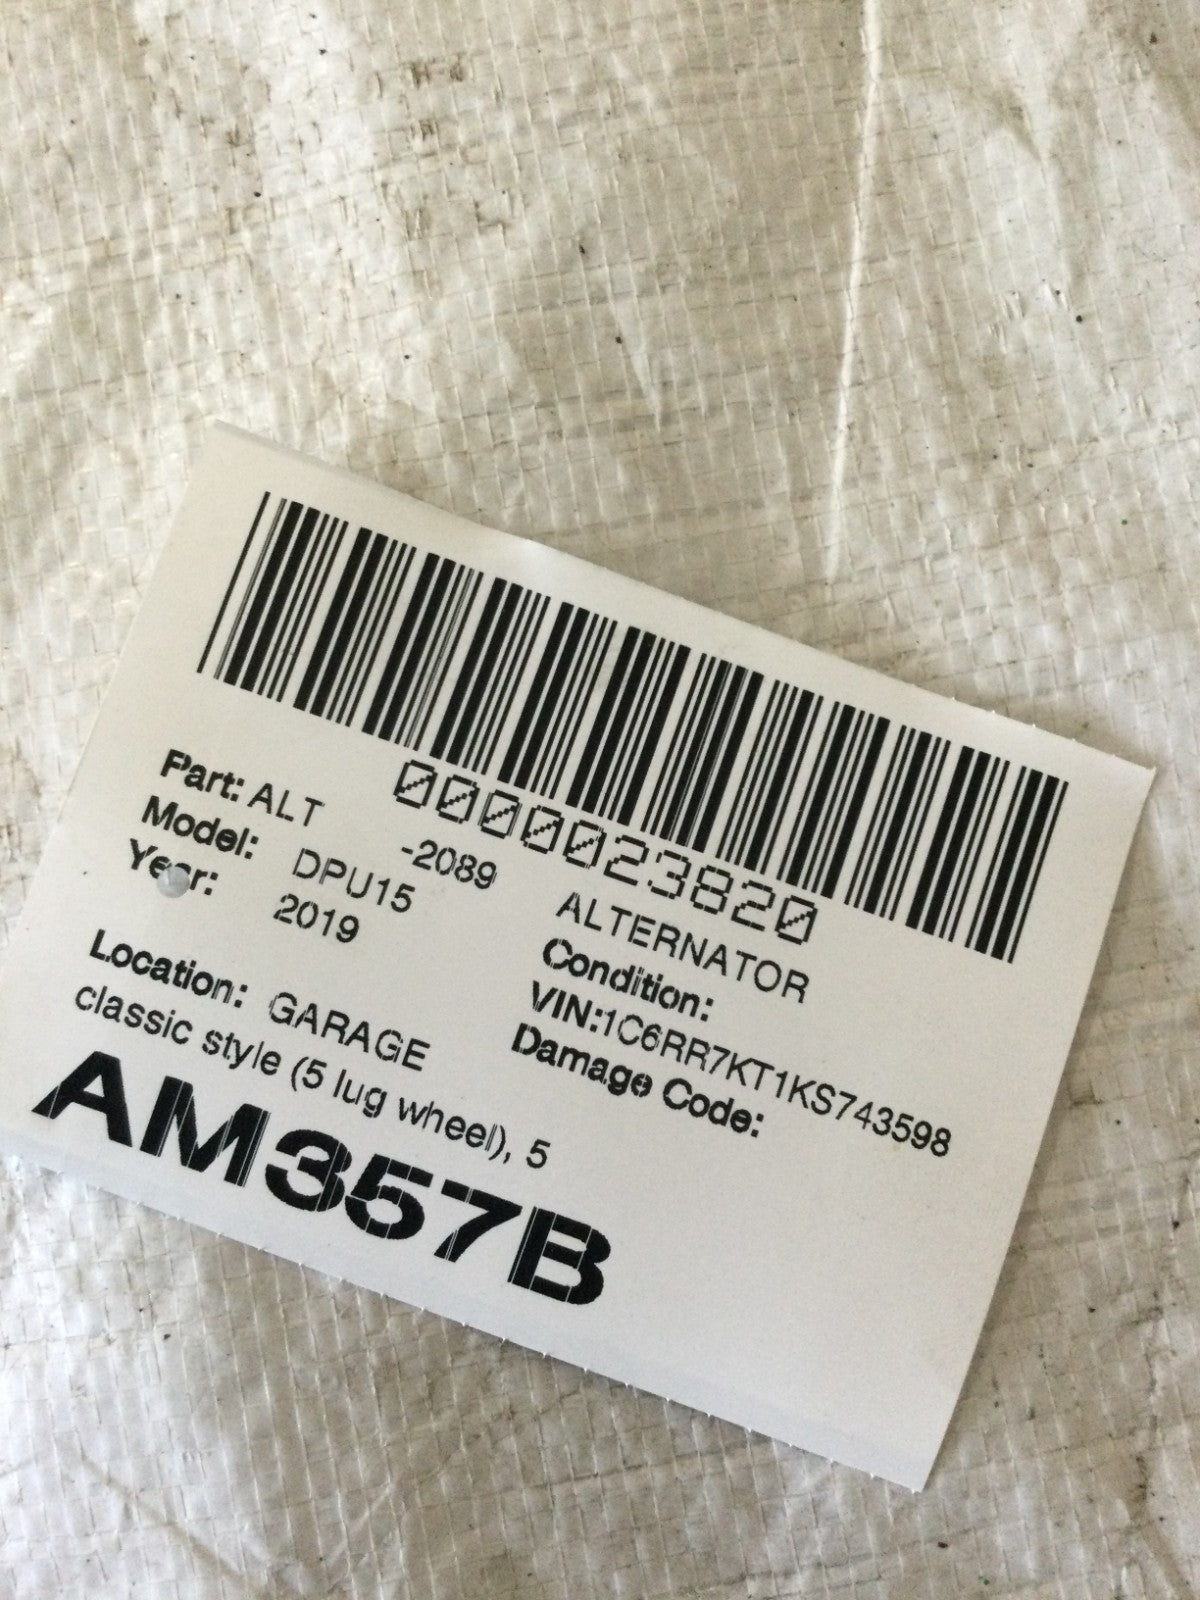 0000023820
Part: ALT -2089
Model: DPU15
Year: 2019
ALTERNATOR
Condition:
VIN:1C6RR7KT1KS743598
Damage Code:
Location: GARAGE
classic style (5 lug wheel), 5
AM357B